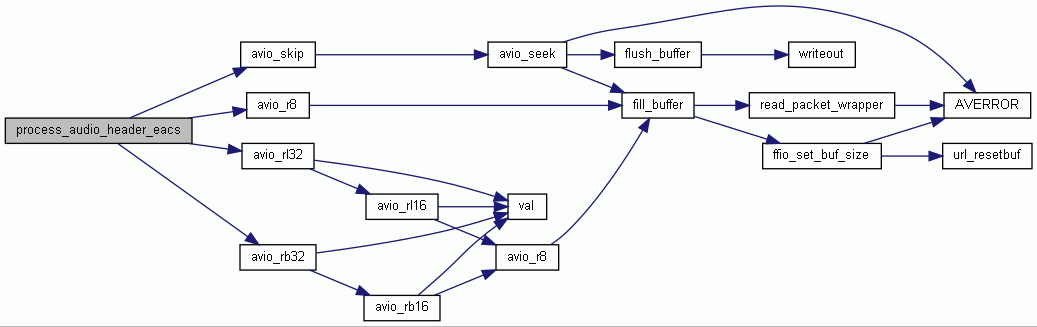 process_audio_header_eacs
avio_skip
avio_r8
avio_rl32
avio_rb32
avio_rl16
avio_rb16
avio_seek
val
avio_r8
flush_buffer
fill_buffer
writeout
read_packet_wrapper
ffio_set_buf_size
AVERROR
url_resetbuf